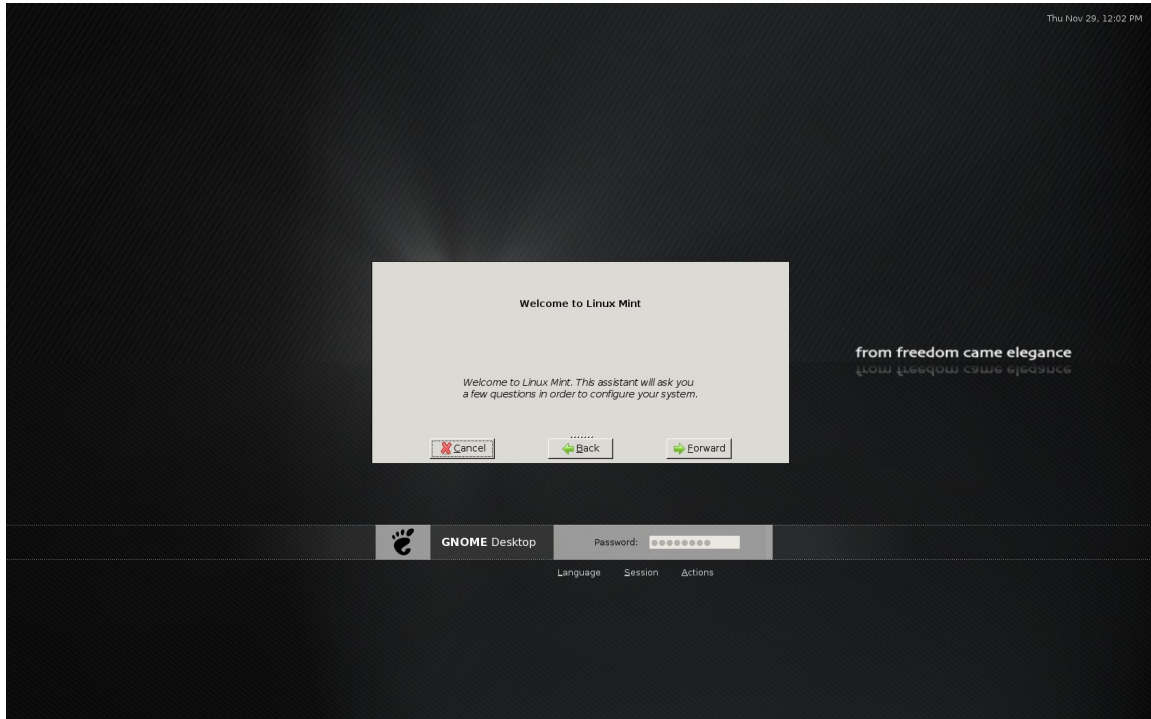 Thu Nov 29, 12:02 PM
Welcome to Linux Mint
from freedom came elegance
Welcome to Linux Mint. This assistant will ask you
a few questions in order to configure your system.
Cancel
Back
Forward
GNOME Desktop
Password:
Language
Session
Actions